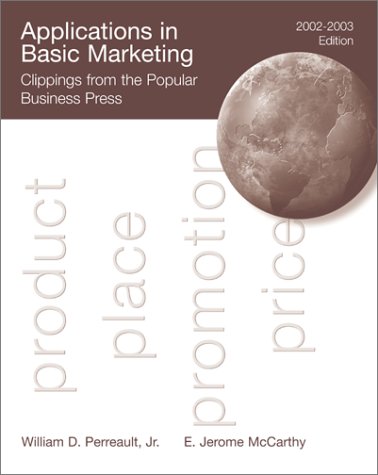 Applications in
Basic Marketing
Clippings from the Popular
Business Press
2002-2003
Edition
product
place
promotion
price
William D. Perreault, Jr.
E. Jerome McCarthy